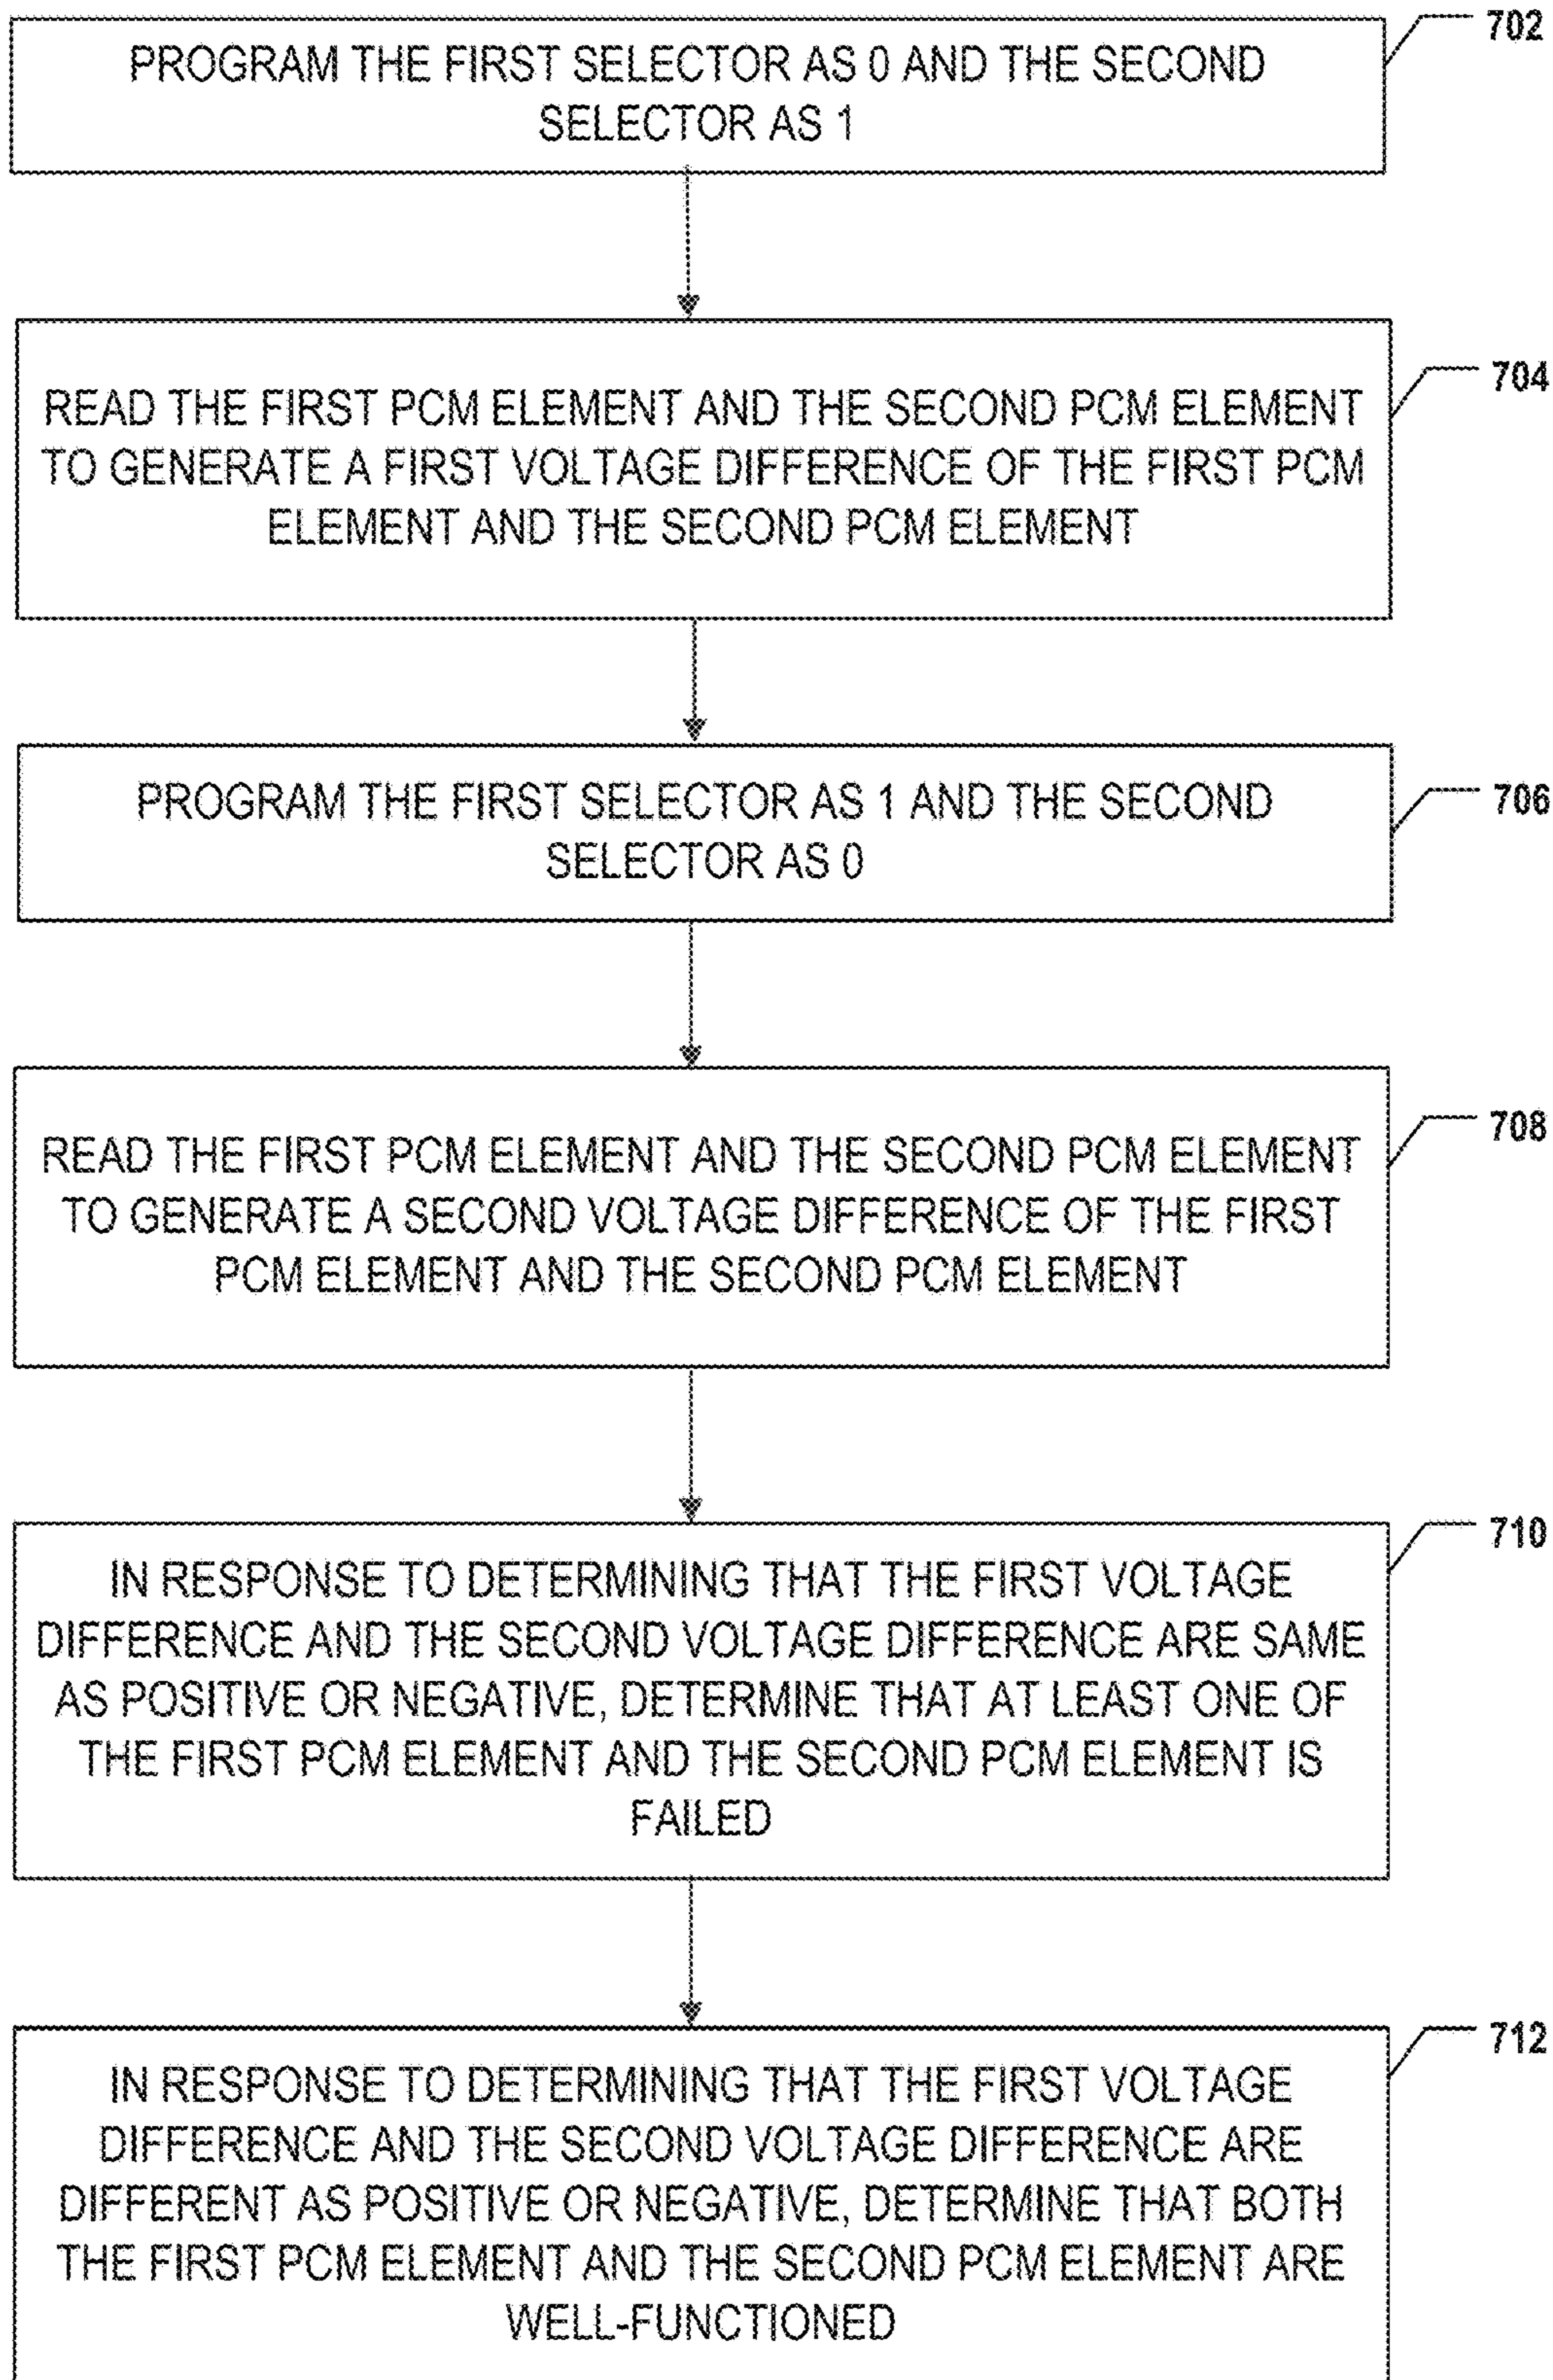 702
PROGRAM THE FIRST SELECTOR AS 0 AND THE SECOND
SELECTOR AS 1
704
READ THE FIRST PCM ELEMENT AND THE SECOND PCM ELEMENT
TO GENERATE A FIRST VOLTAGE DIFFERENCE OF THE FIRST PCM
ELEMENT AND THE SECOND PCM ELEMENT
706
PROGRAM THE FIRST SELECTOR AS 1 AND THE SECOND
SELECTOR AS 0
708
READ THE FIRST PCM ELEMENT AND THE SECOND PCM ELEMENT
TO GENERATE A SECOND VOLTAGE DIFFERENCE OF THE FIRST
PCM ELEMENT AND THE SECOND PCM ELEMENT
710
IN RESPONSE TO DETERMINING THAT THE FIRST VOLTAGE
DIFFERENCE AND THE SECOND VOLTAGE DIFFERENCE ARE SAME
AS POSITIVE OR NEGATIVE, DETERMINE THAT AT LEAST ONE OF
THE FIRST PCM ELEMENT AND THE SECOND PCM ELEMENT IS
FAILED
712
IN RESPONSE TO DETERMINING THAT THE FIRST VOLTAGE
DIFFERENCE AND THE SECOND VOLTAGE DIFFERENCE ARE
DIFFERENT AS POSITIVE OR NEGATIVE, DETERMINE THAT BOTH
THE FIRST PCM ELEMENT AND THE SECOND PCM ELEMENT ARE
WELL-FUNCTIONED